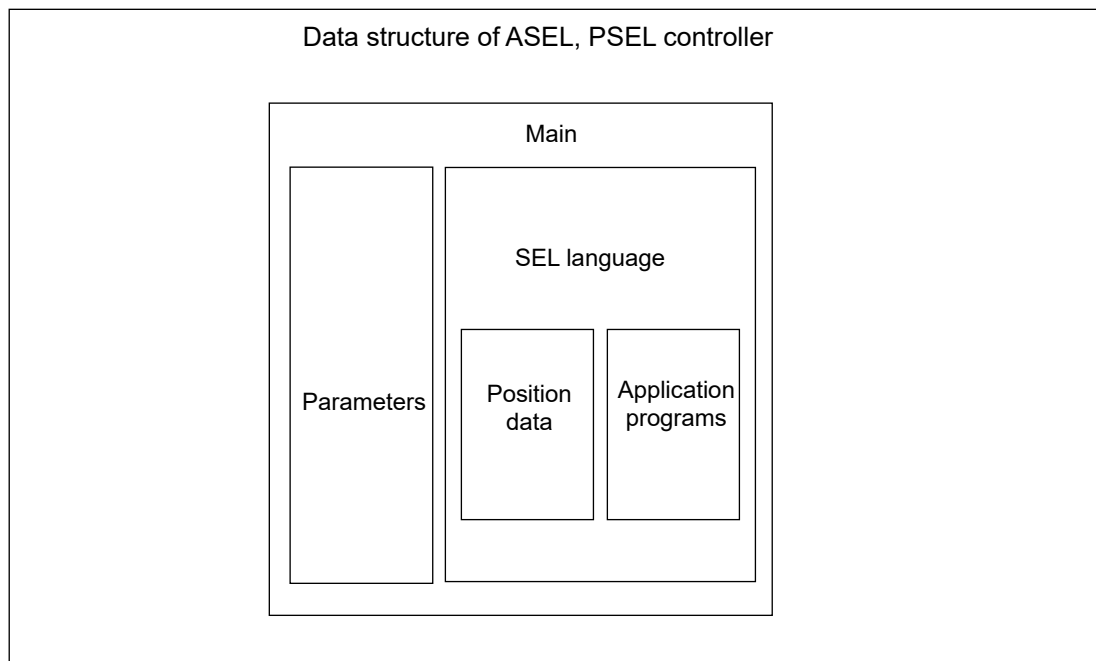 Data structure of ASEL, PSEL controller
Main
SEL language
Parameters
Position
data
Application
programs